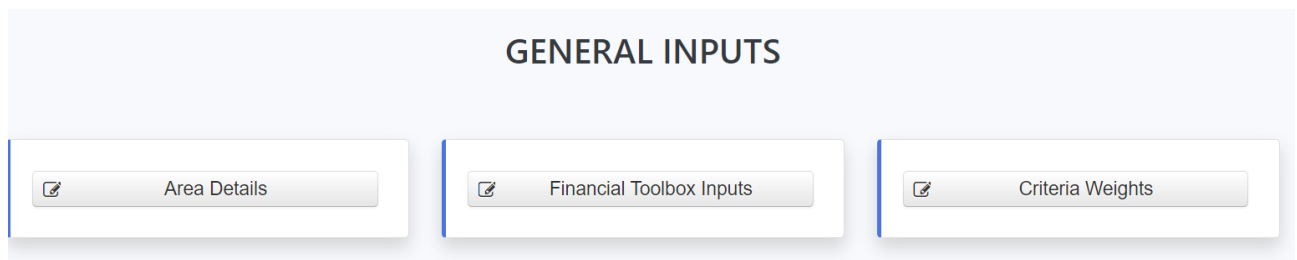 GENERAL INPUTS
Area Details
Financial Toolbox Inputs
Criteria Weights